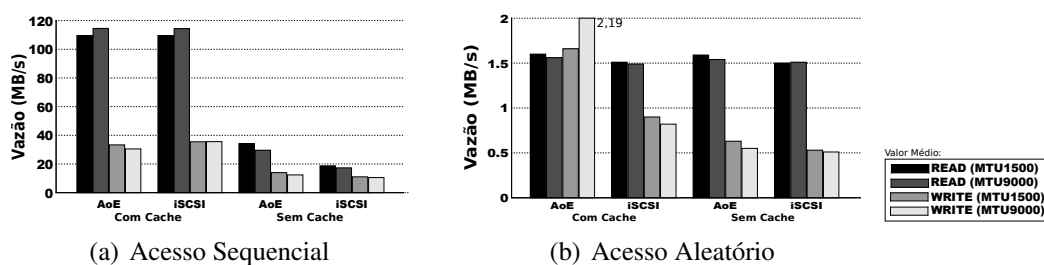 Vazão (MB/s)
120
100
80
60
40
20
0
AoE iSCSI AoE iSCSI
Com Cache Sem Cache
(a) Acesso Sequencial
Vazão (MB/s)
2
1.5
1
0.5
0
2,19
AoE iSCSI AoE iSCSI
Com Cache Sem Cache
(b) Acesso Aleatório
Valor Médio:
READ (MTU1500)
READ (MTU9000)
WRITE (MTU1500)
WRITE (MTU9000)